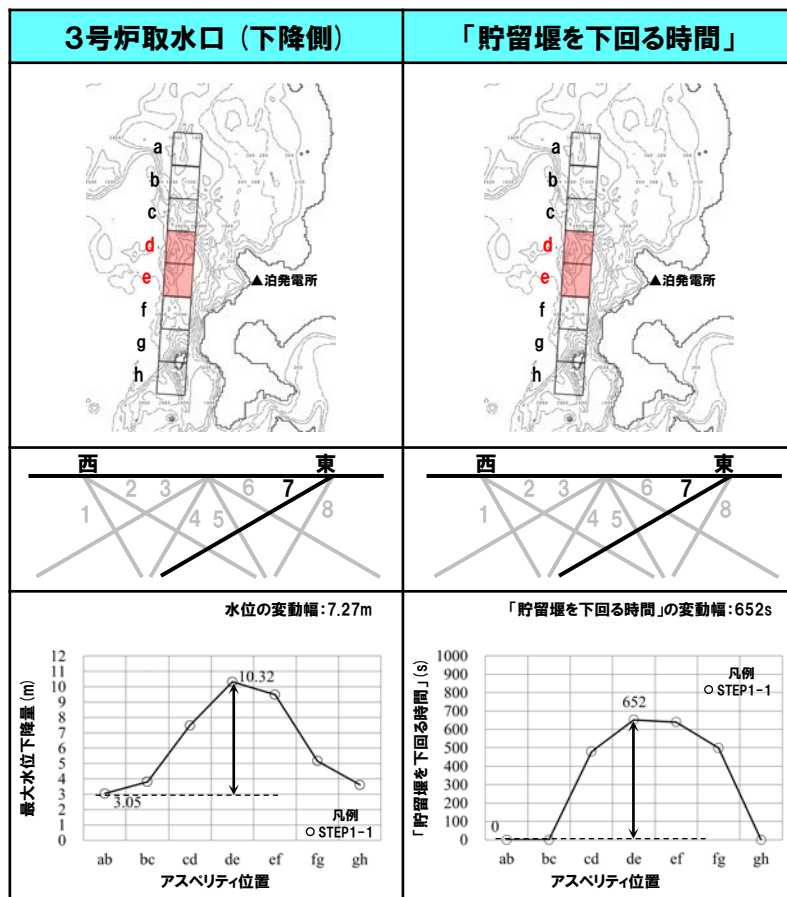 3号炉取水口（下降側）
「貯留堰を下回る時間」
a
b
c
d
e
f
g
h
▲泊発電所
a
b
c
d
e
f
g
h
▲泊発電所
西 東
1 2 3 4 5 6 7 8
西 東
1 2 3 4 5 6 7 8
水位の変動幅:7.27m
最大水位下降量(m)
12
11
10
9
8
7
6
5
4
3
2
1
0
10.32
3.05
凡例
○ STEP1-1
ab bc cd de ef fg gh
アスペリティ位置
「貯留堰を下回る時間」の変動幅:652s
「貯留堰を下回る時間」(s)
1000
900
800
700
600
500
400
300
200
100
0
652
0
凡例
○ STEP1-1
ab bc cd de ef fg gh
アスペリティ位置